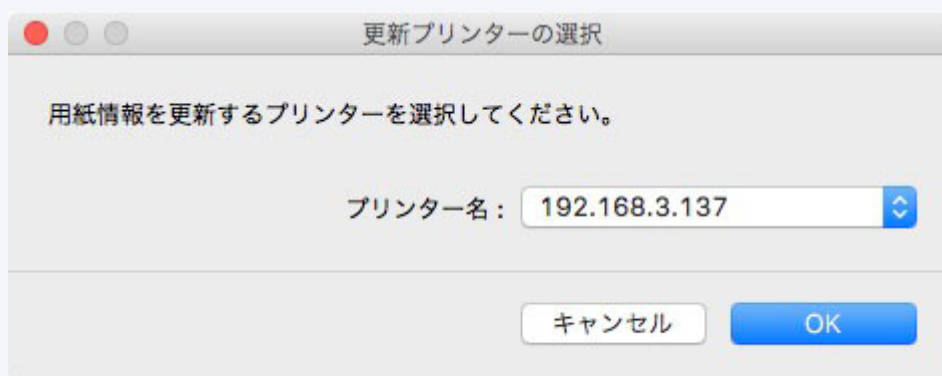 更新プリンターの選択
用紙情報を更新するプリンターを選択してください。
プリンター名： 192.168.3.137
キャンセル OK